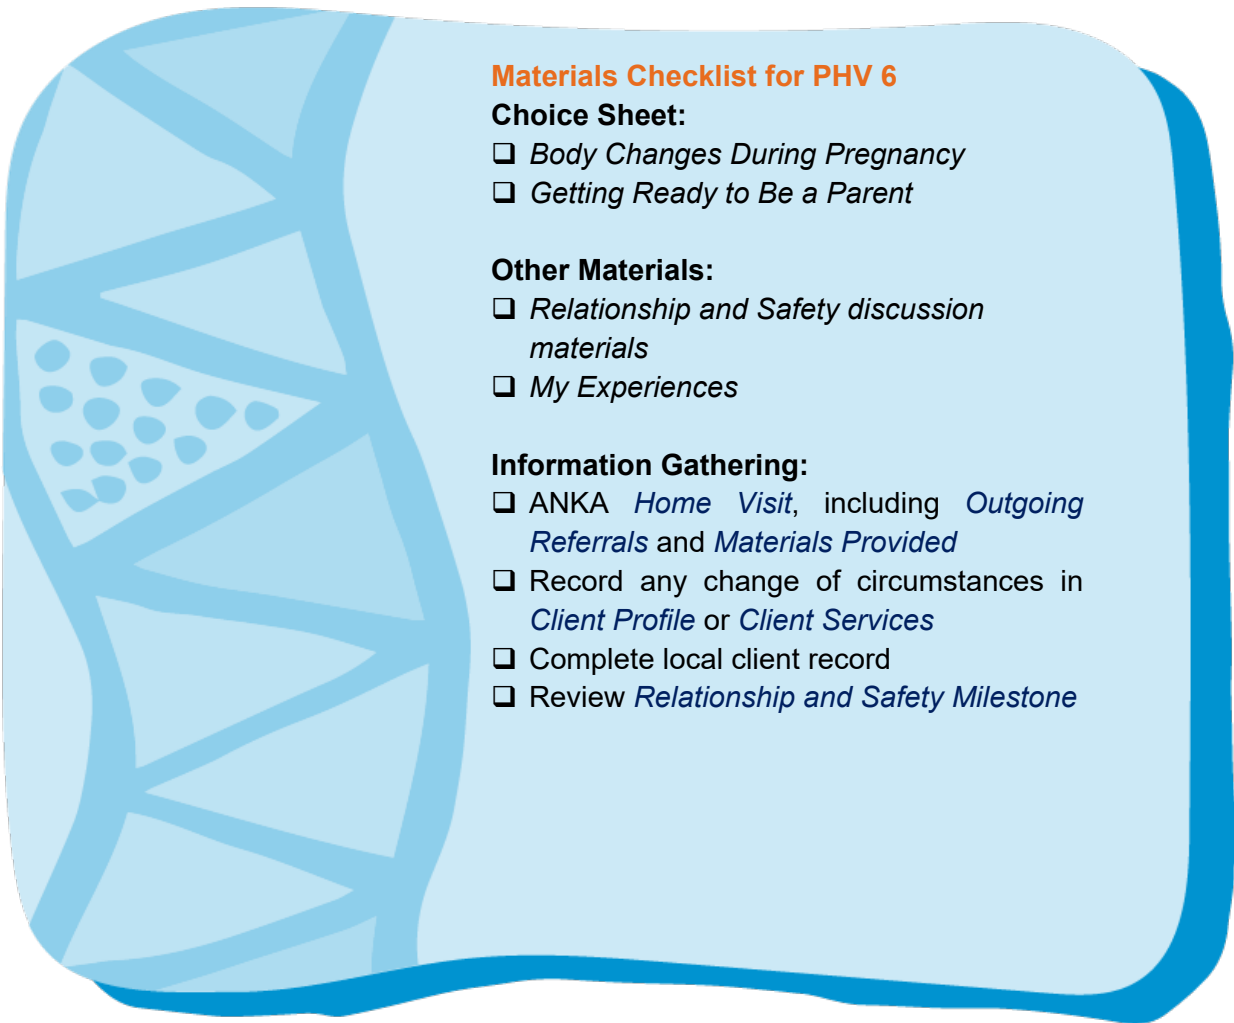 Materials Checklist for PHV 6
Choice Sheet:
❑ Body Changes During Pregnancy
❑ Getting Ready to Be a Parent
Other Materials:
❑ Relationship and Safety discussion
materials
❑ My Experiences
Information Gathering:
❑ ANKA Home Visit, including Outgoing
Referrals and Materials Provided
❑ Record any change of circumstances in
Client Profile or Client Services
❑ Complete local client record
❑ Review Relationship and Safety Milestone